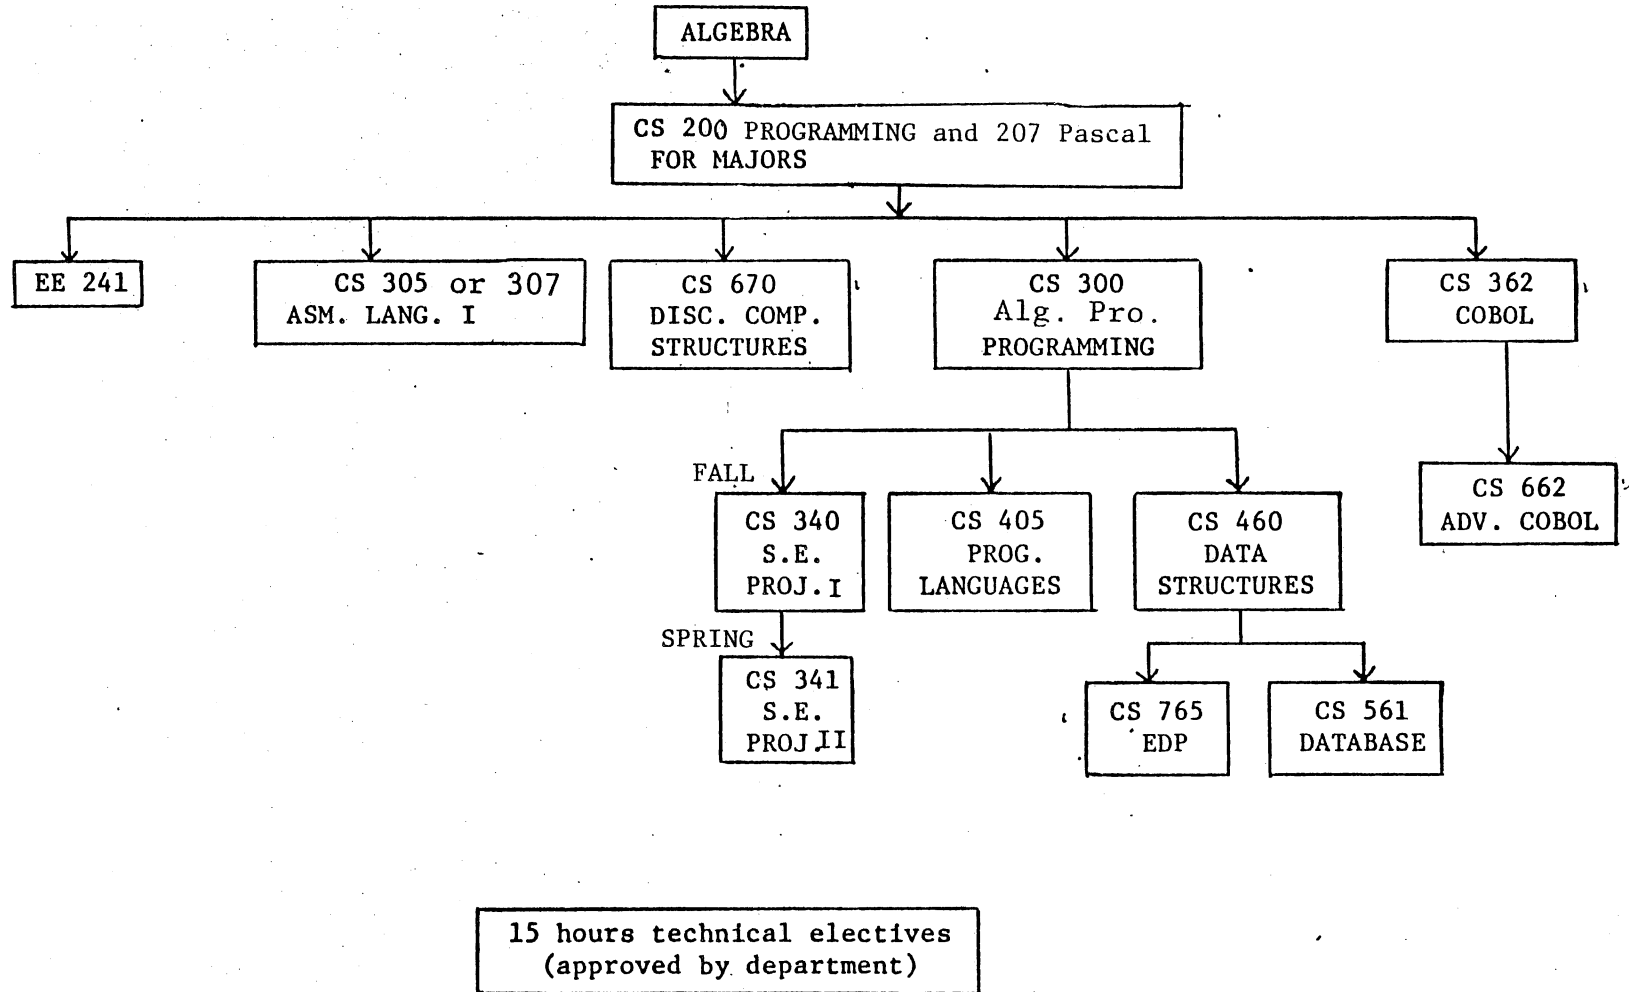 ALGEBRA
CS 200 PROGRAMMING and 207 Pascal
FOR MAJORS
EE 241
CS 305 or 307
ASM. LANG. I
CS 670
DISC. COMP.
STRUCTURES
CS 300
Alg. Pro.
PROGRAMMING
CS 362
COBOL
CS 662
ADV. COBOL
FALL
CS 340
S.E.
PROJ. I
CS 405
PROG.
LANGUAGES
CS 460
DATA
STRUCTURES
SPRING
CS 341
S.E.
PROJ. II
CS 765
EDP
CS 561
DATABASE
15 hours technical electives
(approved by department)